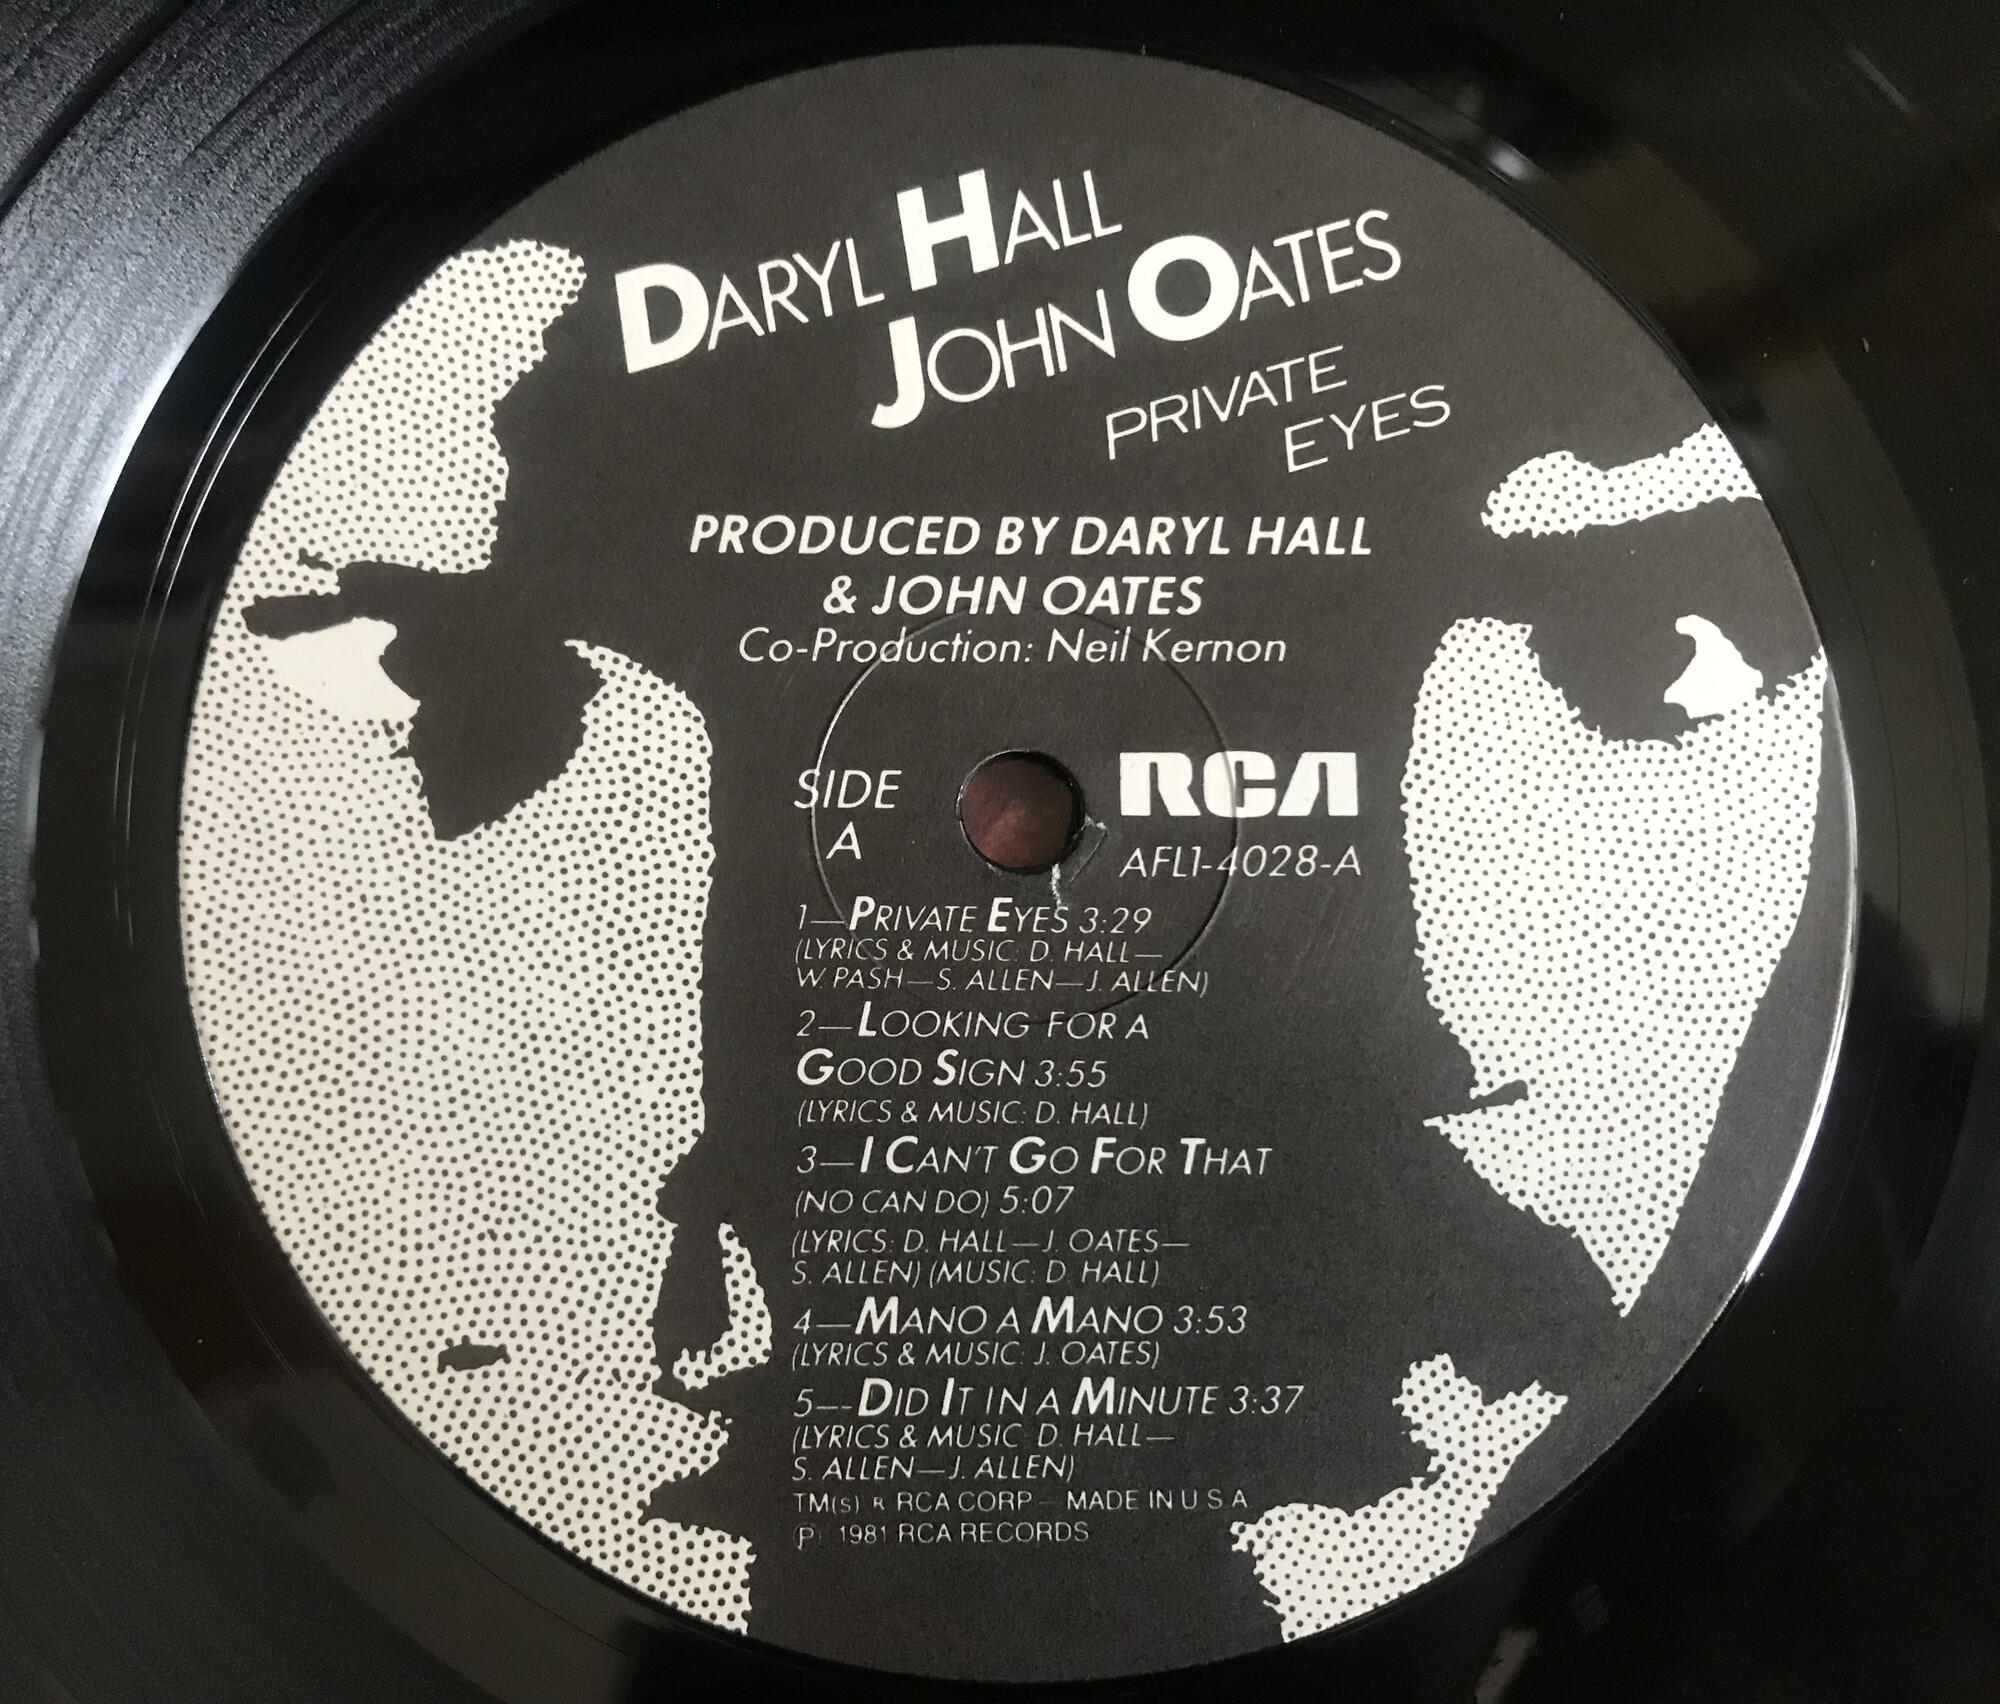 DARYL HALL
JOHN OATES
PRIVATE
EYES
PRODUCED BY DARYL HALL
& JOHN OATES
Co-Production: Neil Kernon
SIDE
A
RCA
AFL1-4028-A
1—PRIVATE EYES 3:29
(LYRICS & MUSIC: D. HALL—
W. PASH—S. ALLEN—J. ALLEN)
2—LOOKING FOR A
GOOD SIGN 3:55
(LYRICS & MUSIC: D. HALL)
3—I CAN'T GO FOR THAT
(NO CAN DO) 5:07
(LYRICS: D. HALL—J. OATES—
S. ALLEN) (MUSIC: D. HALL)
4—MANO A MANO 3:53
(LYRICS & MUSIC: J. OATES)
5—-DID IT IN A MINUTE 3:37
(LYRICS & MUSIC: D. HALL—
S. ALLEN—J. ALLEN)
TM(s) ® RCA CORP — MADE IN U.S.A.
℗ 1981 RCA RECORDS